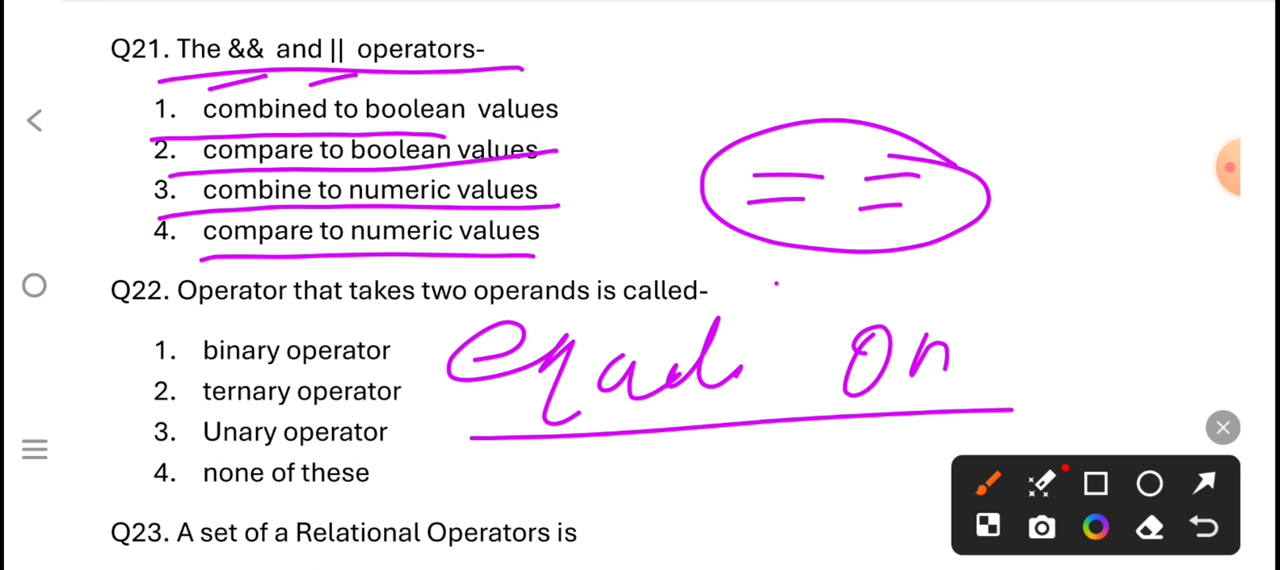 Q21. The && and || operators-
1. combined to boolean values
2. compare to boolean values
3. combine to numeric values
4. compare to numeric values
Q22. Operator that takes two operands is called-
1. binary operator
2. ternary operator
3. Unary operator
4. none of these
on
Q23. A set of a Relational Operators is